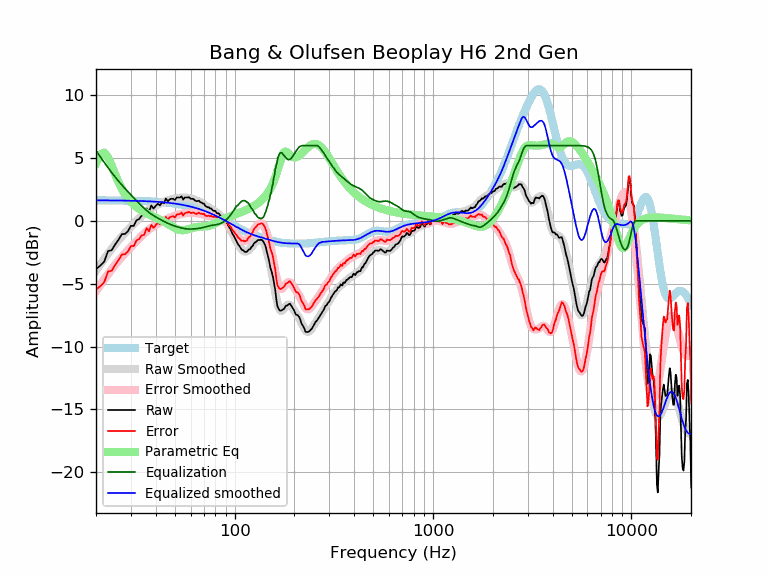 Bang & Olufsen Beoplay H6 2nd Gen
10
5
0
−5
−10
−15
−20
Amplitude (dBr)
Target
Raw Smoothed
Error Smoothed
Raw
Error
Parametric Eq
Equalization
Equalized smoothed
100
1000
10000
Frequency (Hz)